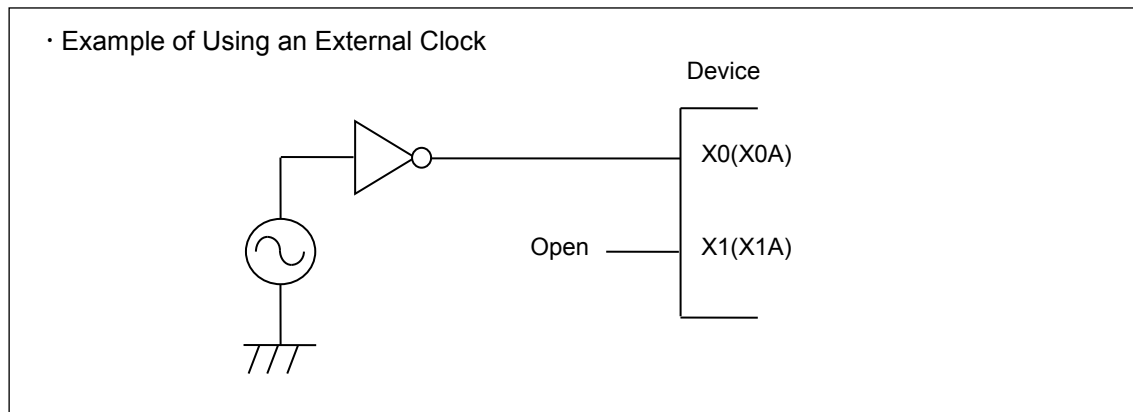 · Example of Using an External Clock
Device
X0(X0A)
Open
X1(X1A)